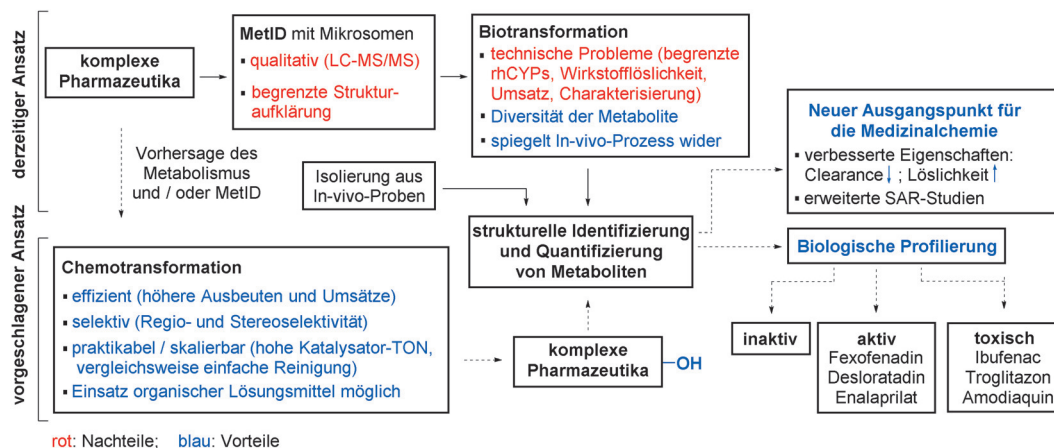 derzeitiger Ansatz
komplexe
Pharmazeutika
MetID mit Mikrosomen
▪ qualitativ (LC-MS/MS)
▪ begrenzte Struktur-
aufklärung
Biotransformation
▪ technische Probleme (begrenzte
rhCYPs, Wirkstofflöslichkeit,
Umsatz, Charakterisierung)
▪ Diversität der Metabolite
▪ spiegelt In-vivo-Prozess wider
Neuer Ausgangspunkt für
die Medizinalchemie
▪ verbesserte Eigenschaften:
Clearance↓ ; Löslichkeit↑
▪ erweiterte SAR-Studien
Vorhersage des
Metabolismus
und / oder MetID
Isolierung aus
In-vivo-Proben
strukturelle Identifizierung
und Quantifizierung
von Metaboliten
Biologische Profilierung
vorgeschlagener Ansatz
Chemotransformation
▪ effizient (höhere Ausbeuten und Umsätze)
▪ selektiv (Regio- und Stereoselektivität)
▪ praktikabel / skalierbar (hohe Katalysator-TON,
vergleichsweise einfache Reinigung)
▪ Einsatz organischer Lösungsmittel möglich
komplexe
Pharmazeutika
OH
inaktiv
aktiv
Fexofenadin
Desloratadin
Enalaprilat
toxisch
Ibufenac
Troglitazon
Amodiaquin
rot: Nachteile; blau: Vorteile